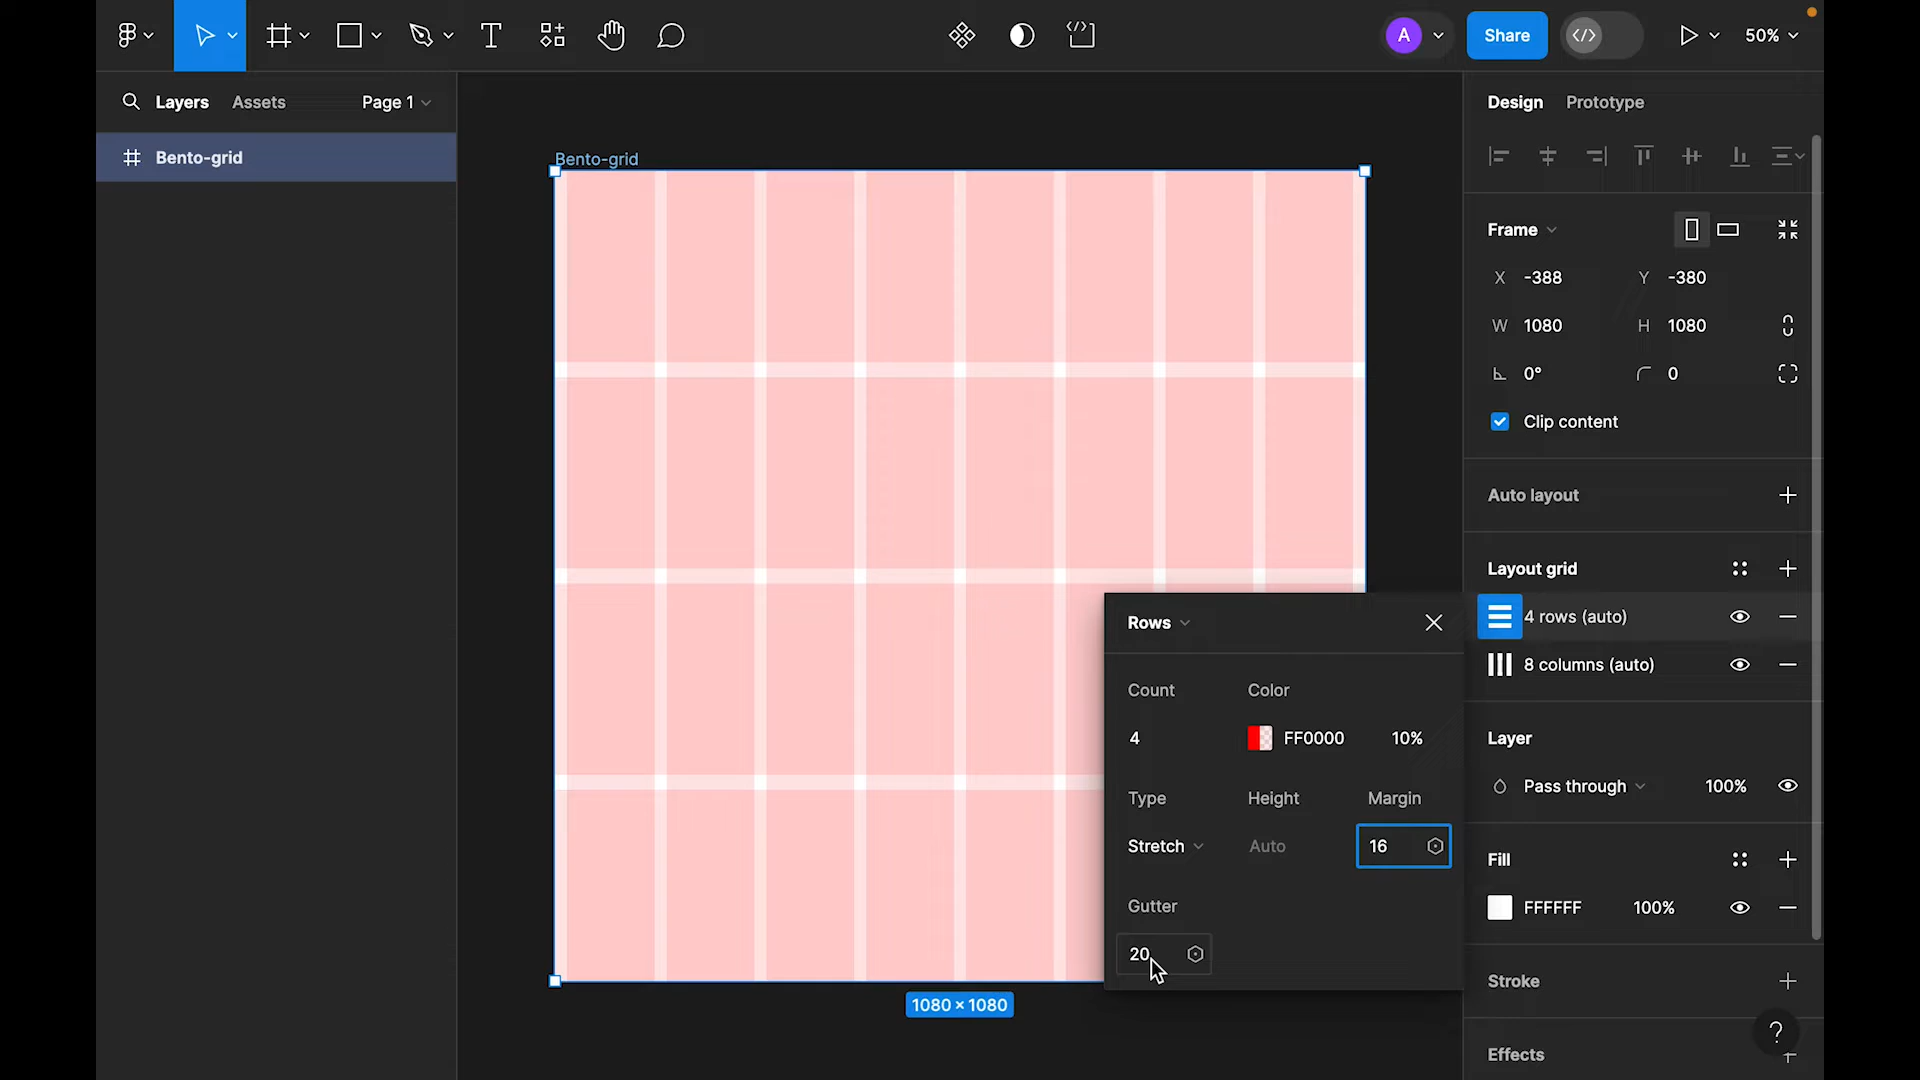 A
Share
50%
Layers
Assets
Page 1
Bento-grid
Bento-grid
1080 × 1080
Design
Prototype
Frame
X
-388
Y
-380
W
1080
H
1080
0°
0
Clip content
Auto layout
Layout grid
4 rows (auto)
8 columns (auto)
Layer
Pass through
100%
Fill
FFFFFF
100%
Stroke
Effects
?
Rows
Count
Color
4
FF0000
10%
Type
Height
Margin
Stretch
Auto
16
Gutter
20